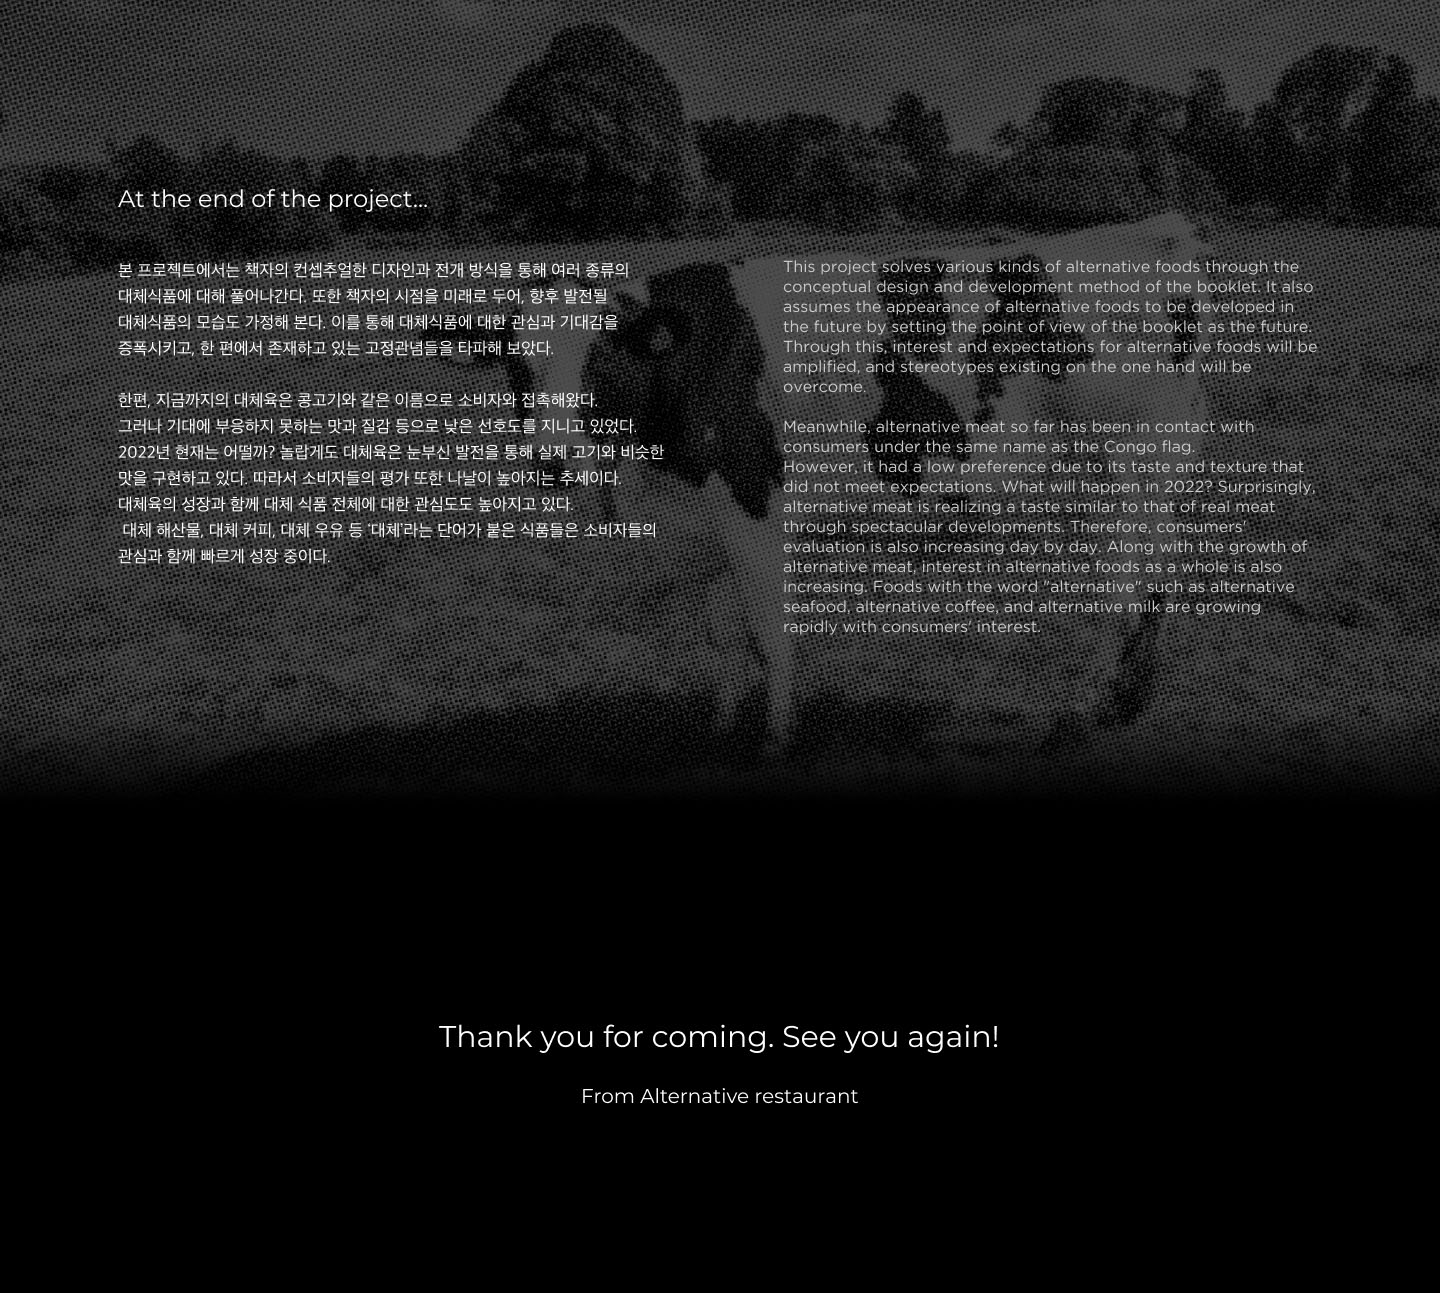 At the end of the project...
본 프로젝트에서는 책자의 컨셉추얼한 디자인과 전개 방식을 통해 여러 종류의
대체식품에 대해 풀어나간다. 또한 책자의 시점을 미래로 두어, 향후 발전될
대체식품의 모습도 가정해 본다. 이를 통해 대체식품에 대한 관심과 기대감을
증폭시키고, 한 편에서 존재하고 있는 고정관념들을 타파해 보았다.
한편, 지금까지의 대체육은 콩고기와 같은 이름으로 소비자와 접촉해왔다.
그러나 기대에 부응하지 못하는 맛과 질감 등으로 낮은 선호도를 지니고 있었다.
2022년 현재는 어떨까? 놀랍게도 대체육은 눈부신 발전을 통해 실제 고기와 비슷한
맛을 구현하고 있다. 따라서 소비자들의 평가 또한 나날이 높아지는 추세이다.
대체육의 성장과 함께 대체 식품 전체에 대한 관심도도 높아지고 있다.
대체 해산물, 대체 커피, 대체 우유 등 ‘대체’라는 단어가 붙은 식품들은 소비자들의
관심과 함께 빠르게 성장 중이다.
This project solves various kinds of alternative foods through the
conceptual design and development method of the booklet. It also
assumes the appearance of alternative foods to be developed in
the future by setting the point of view of the booklet as the future.
Through this, interest and expectations for alternative foods will be
amplified, and stereotypes existing on the one hand will be
overcome.
Meanwhile, alternative meat so far has been in contact with
consumers under the same name as the Congo flag.
However, it had a low preference due to its taste and texture that
did not meet expectations. What will happen in 2022? Surprisingly,
alternative meat is realizing a taste similar to that of real meat
through spectacular developments. Therefore, consumers'
evaluation is also increasing day by day. Along with the growth of
alternative meat, interest in alternative foods as a whole is also
increasing. Foods with the word "alternative" such as alternative
seafood, alternative coffee, and alternative milk are growing
rapidly with consumers' interest.
Thank you for coming. See you again!
From Alternative restaurant